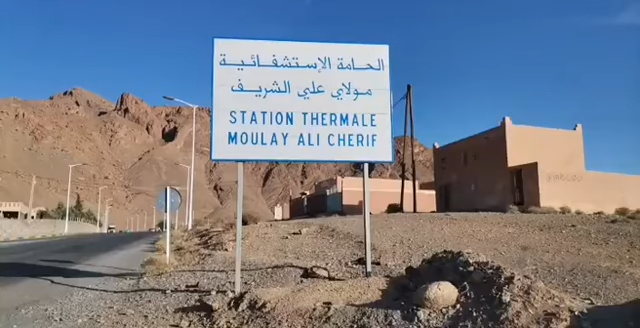 الحامة الإستشفائية
مولاي علي الشريف
STATION THERMALE
MOULAY ALI CHERIF